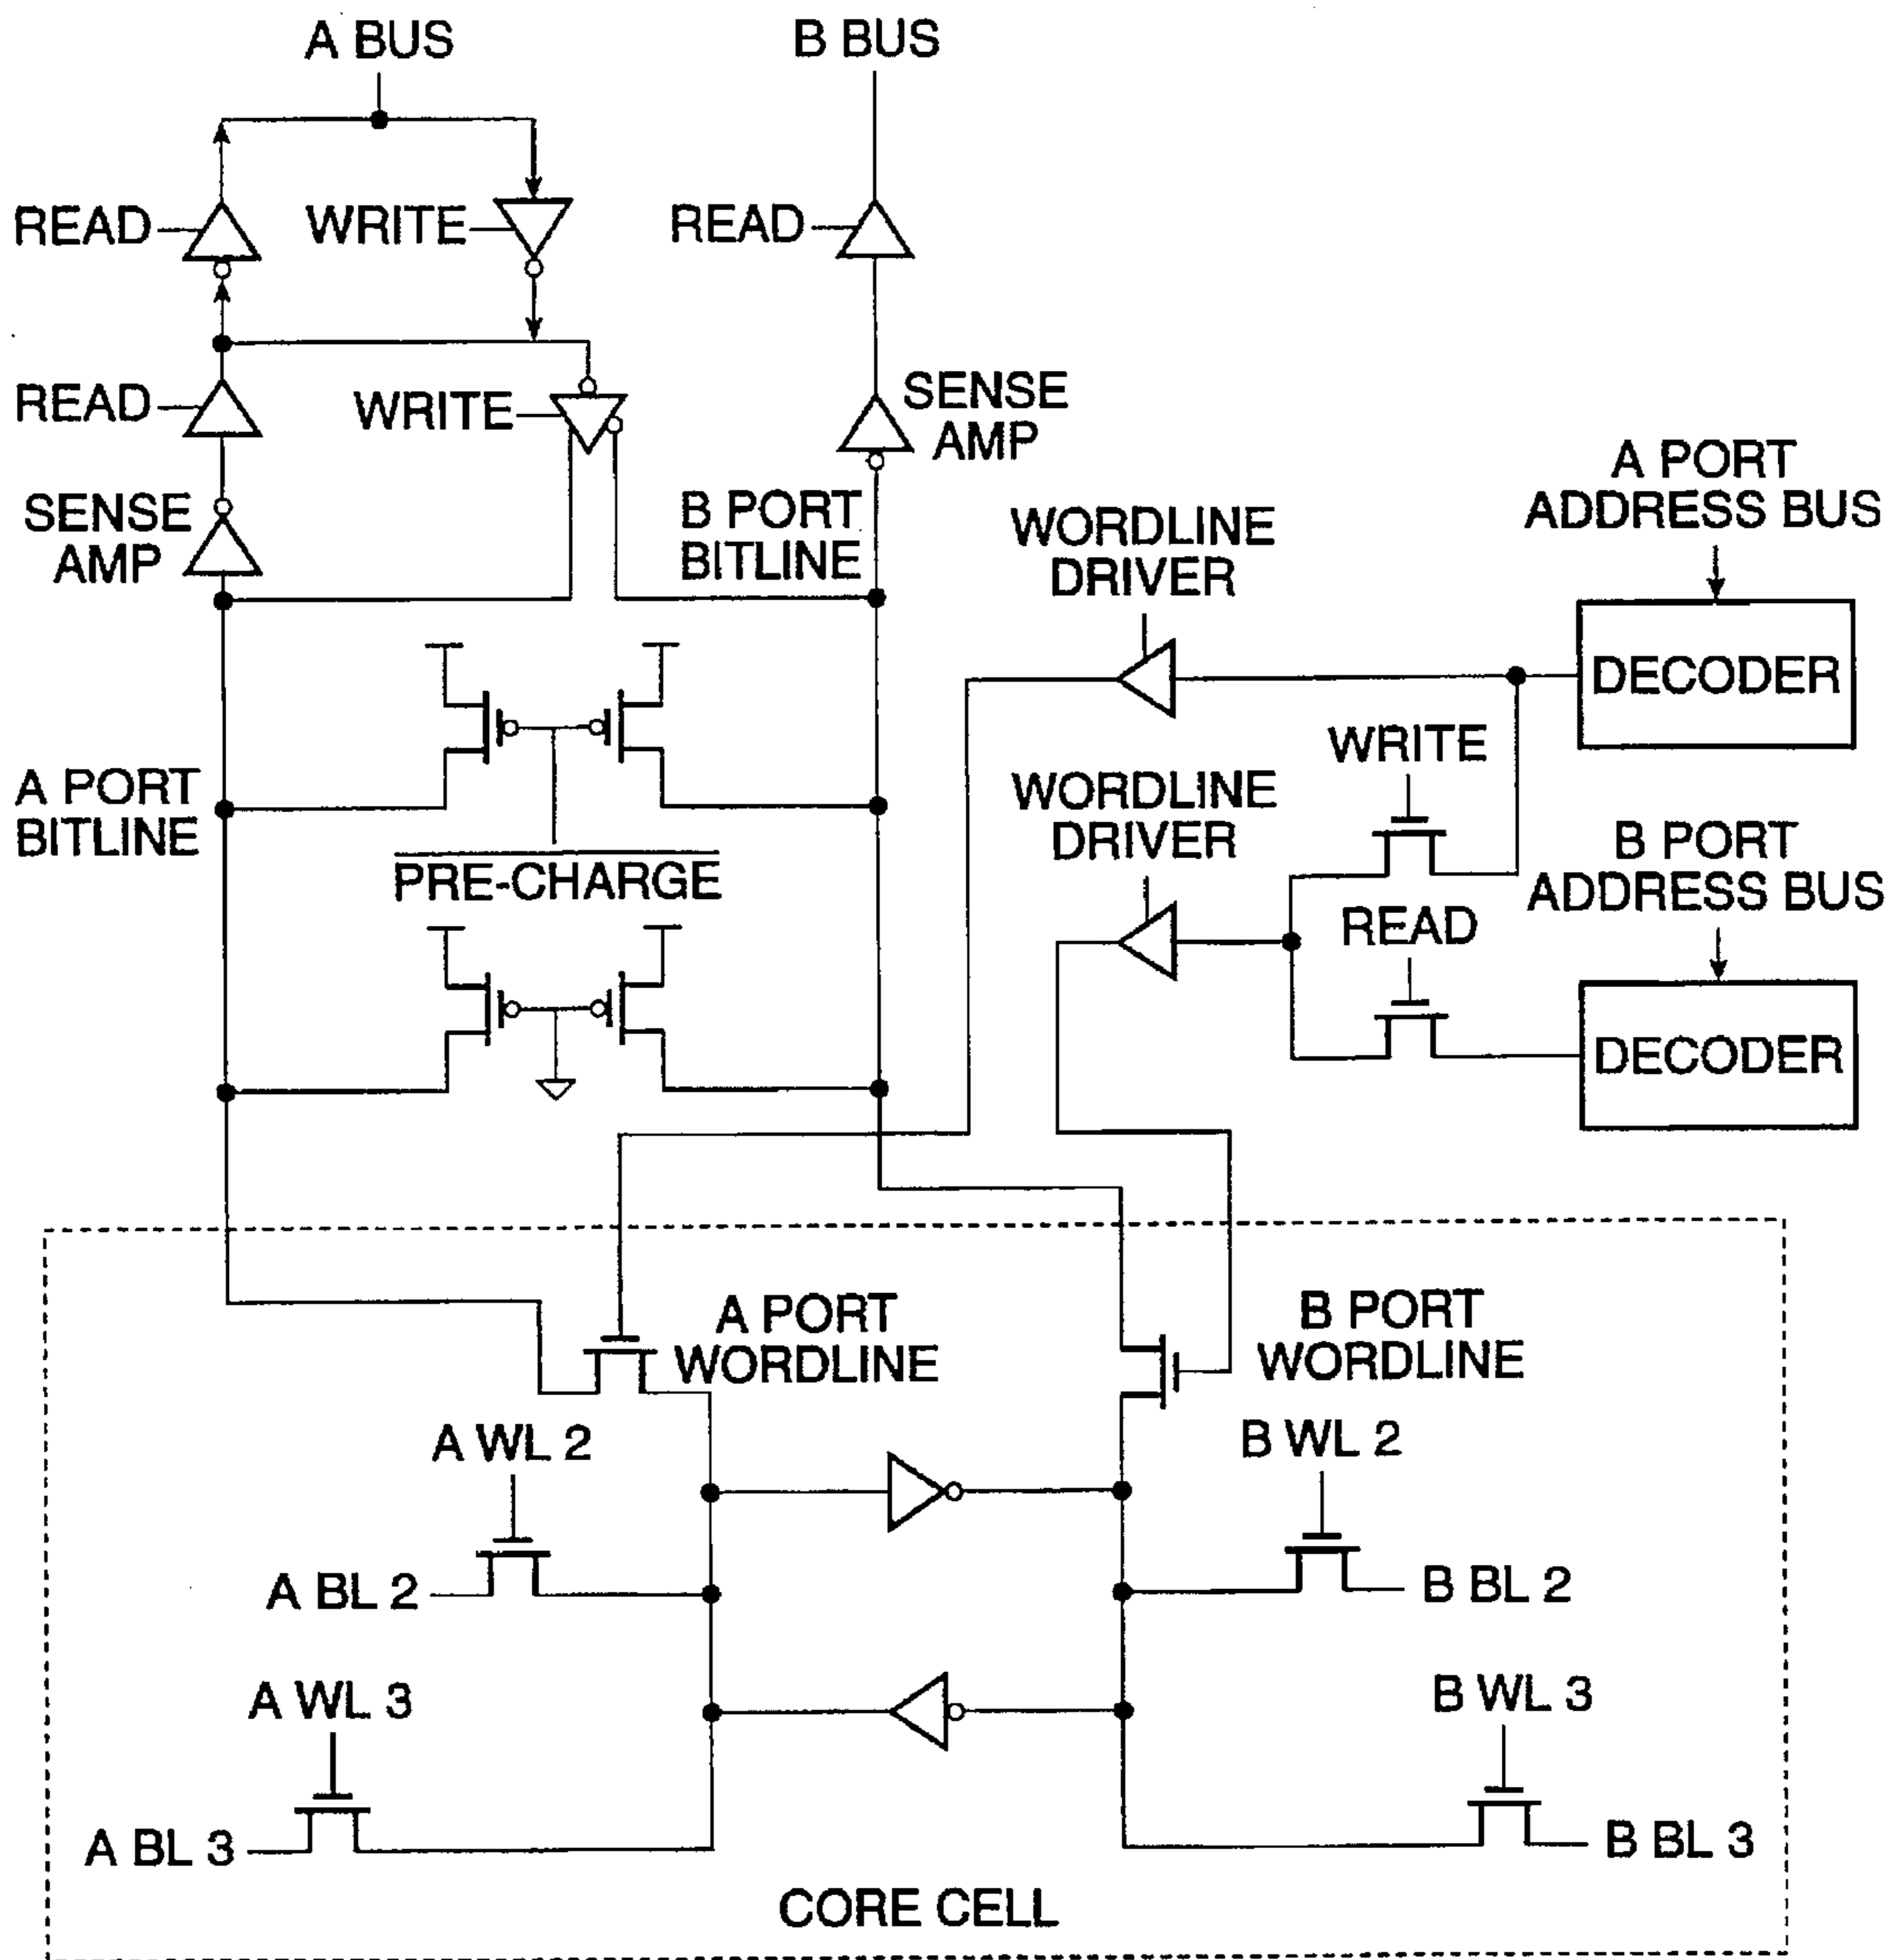 A BUS
B BUS
READ
WRITE
READ
READ
WRITE
SENSE
AMP
SENSE
AMP
B PORT
BITLINE
WORDLINE
DRIVER
A PORT
ADDRESS BUS
DECODER
WRITE
A PORT
BITLINE
WORDLINE
DRIVER
PRE-CHARGE
B PORT
ADDRESS BUS
READ
DECODER
A PORT
WORDLINE
B PORT
WORDLINE
A WL 2
B WL 2
A BL 2
B BL 2
A WL 3
B WL 3
A BL 3
B BL 3
CORE CELL